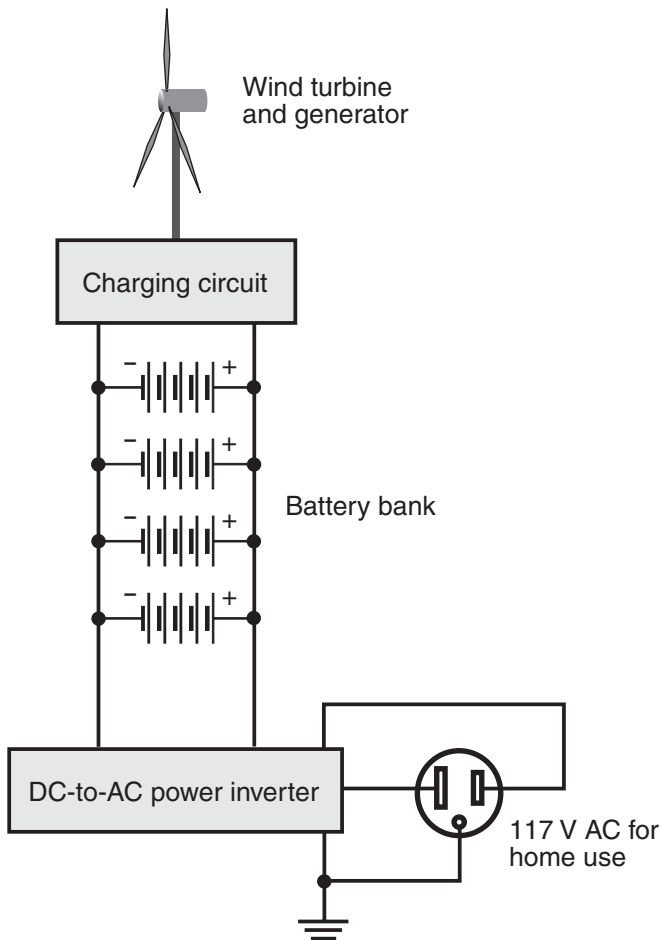 Wind turbine
and generator
Charging circuit
− +
− +
− +
− +
Battery bank
DC-to-AC power inverter
117 V AC for
home use